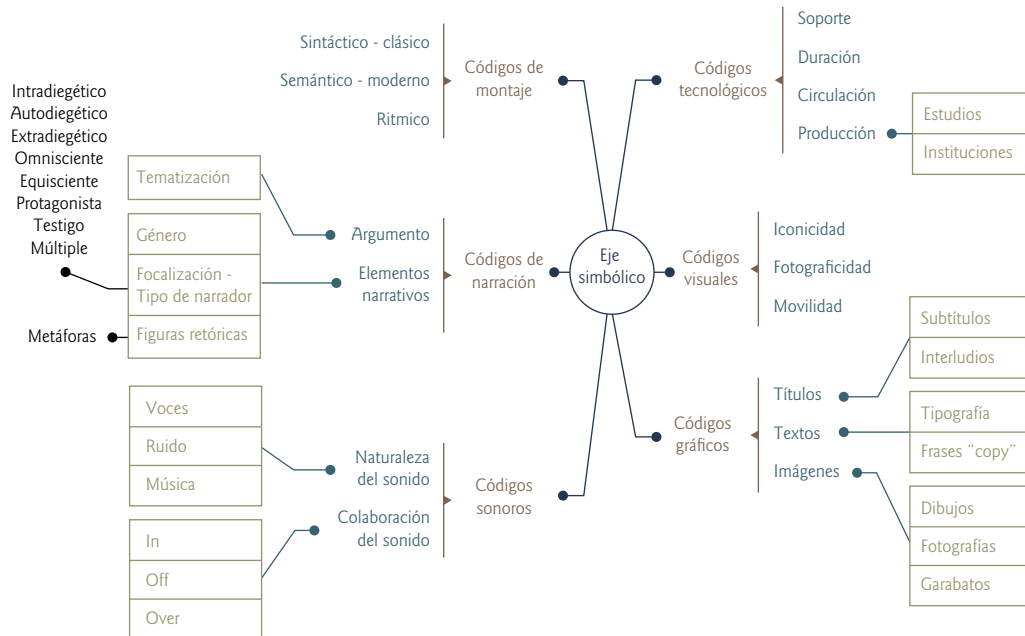 Eje
simbólico
Códigos de
montaje
Sintáctico - clásico
Semántico - moderno
Ritmico
Códigos de
narración
Argumento
Tematización
Elementos
narrativos
Género
Focalización -
Tipo de narrador
Figuras retóricas
Intradiegético
Autodiegético
Extradiegético
Omnisciente
Equisciente
Protagonista
Testigo
Múltiple
Metáforas
Códigos
sonoros
Naturaleza
del sonido
Voces
Ruido
Música
Colaboración
del sonido
In
Off
Over
Códigos
tecnológicos
Soporte
Duración
Circulación
Producción
Estudios
Instituciones
Códigos
visuales
Iconicidad
Fotograficidad
Movilidad
Códigos
gráficos
Títulos
Subtítulos
Interludios
Textos
Tipografía
Frases “copy”
Imágenes
Dibujos
Fotografías
Garabatos